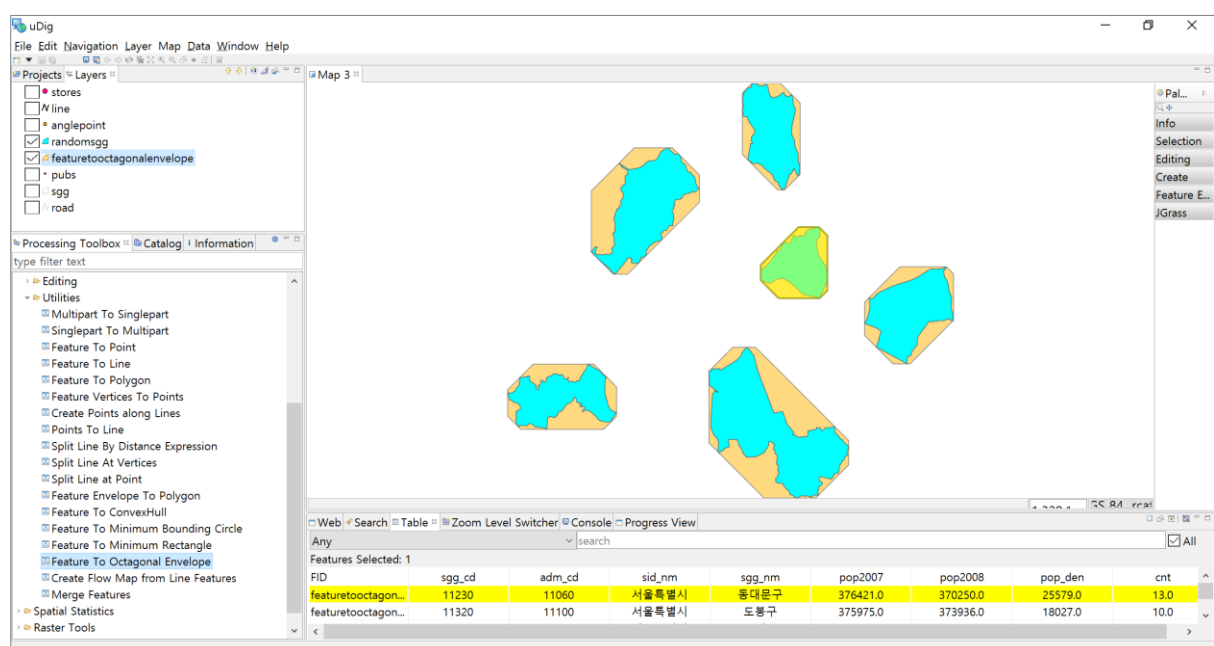 uDig
File Edit Navigation Layer Map Data Window Help
Projects Layers
stores
line
anglepoint
randomsgg
featuretooctagonalenvelope
pubs
sgg
road
Processing Toolbox Catalog Information
type filter text
Editing
Utilities
Multipart To Singlepart
Singlepart To Multipart
Feature To Point
Feature To Line
Feature To Polygon
Feature Vertices To Points
Create Points along Lines
Points To Line
Split Line By Distance Expression
Split Line At Vertices
Split Line at Point
Feature Envelope To Polygon
Feature To ConvexHull
Feature To Minimum Bounding Circle
Feature To Minimum Rectangle
Feature To Octagonal Envelope
Create Flow Map from Line Features
Merge Features
Spatial Statistics
Raster Tools
Map 3
Pal...
Info
Selection
Editing
Create
Feature E...
JGrass
Web Search Table Zoom Level Switcher Console Progress View
Any search All
Features Selected: 1
FID sgg_cd adm_cd sid_nm sgg_nm pop2007 pop2008 pop_den cnt
featuretooctagon... 11230 11060 서울특별시 동대문구 376421.0 370250.0 25579.0 13.0
featuretooctagon... 11320 11100 서울특별시 도봉구 375975.0 373936.0 18027.0 10.0